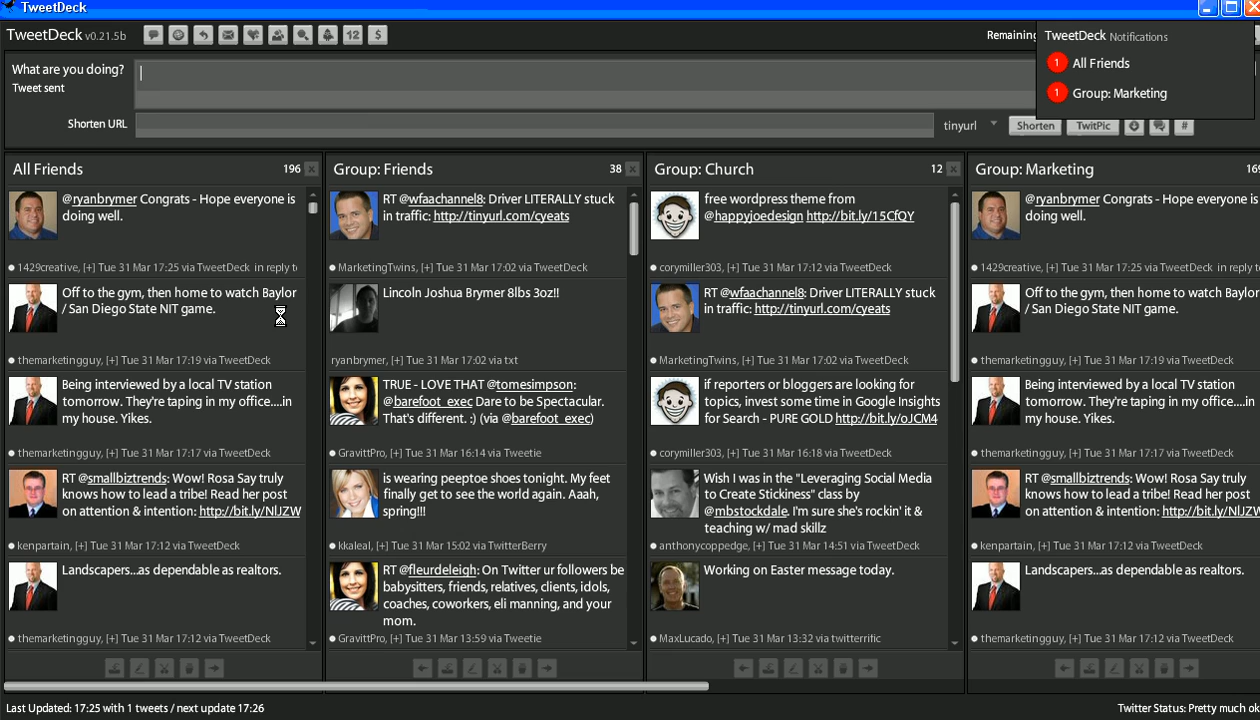 TweetDeck
TweetDeck v0.21.5b
12
$
Remaining
TweetDeck Notifications
1 All Friends
1 Group: Marketing
What are you doing?
Tweet sent
Shorten URL
tinyurl
Shorten
TwitPic
#
All Friends 196
@ryanbrymer Congrats - Hope everyone is
doing well.
1429creative, [+] Tue 31 Mar 17:25 via TweetDeck in reply t
Off to the gym, then home to watch Baylor
/ San Diego State NIT game.
themarketingguy, [+] Tue 31 Mar 17:19 via TweetDeck
Being interviewed by a local TV station
tomorrow. They're taping in my office....in
my house. Yikes.
themarketingguy, [+] Tue 31 Mar 17:17 via TweetDeck
RT @smallbiztrends: Wow! Rosa Say truly
knows how to lead a tribe! Read her post
on attention & intention: http://bit.ly/NlJZW
kenpartain, [+] Tue 31 Mar 17:12 via TweetDeck
Landscapers...as dependable as realtors.
themarketingguy, [+] Tue 31 Mar 17:12 via TweetDeck
Group: Friends 38
RT @wfaachannel8: Driver LITERALLY stuck
in traffic: http://tinyurl.com/cyeats
MarketingTwins, [+] Tue 31 Mar 17:02 via TweetDeck
Lincoln Joshua Brymer 8lbs 3oz!!
ryanbrymer, [+] Tue 31 Mar 17:02 via txt
TRUE - LOVE THAT @tomesimpson:
@barefoot_exec Dare to be Spectacular.
That's different. :) (via @barefoot_exec)
GravittPro, [+] Tue 31 Mar 16:14 via Tweetie
is wearing peeptoe shoes tonight. My feet
finally get to see the world again. Aaah,
spring!!!
kkaleal, [+] Tue 31 Mar 15:02 via TwitterBerry
RT @fleurdeleigh: On Twitter ur followers be
babysitters, friends, relatives, clients, idols,
coaches, coworkers, eli manning, and your
mom.
GravittPro, [+] Tue 31 Mar 13:59 via Tweetie
Group: Church 12
free wordpress theme from
@happyjoedesign http://bit.ly/15CfQY
corymiller303, [+] Tue 31 Mar 17:12 via TweetDeck
RT @wfaachannel8: Driver LITERALLY stuck
in traffic: http://tinyurl.com/cyeats
MarketingTwins, [+] Tue 31 Mar 17:02 via TweetDeck
if reporters or bloggers are looking for
topics, invest some time in Google Insights
for Search - PURE GOLD http://bit.ly/oJCM4
corymiller303, [+] Tue 31 Mar 16:18 via TweetDeck
Wish I was in the "Leveraging Social Media
to Create Stickiness" class by
@mbstockdale. I'm sure she's rockin' it &
teaching w/ mad skillz
anthonycoppedge, [+] Tue 31 Mar 14:51 via TweetDeck
Working on Easter message today.
MaxLucado, [+] Tue 31 Mar 13:32 via twitterrific
Group: Marketing 169
@ryanbrymer Congrats - Hope everyone is
doing well.
1429creative, [+] Tue 31 Mar 17:25 via TweetDeck in reply
Off to the gym, then home to watch Baylor
/ San Diego State NIT game.
themarketingguy, [+] Tue 31 Mar 17:19 via TweetDeck
Being interviewed by a local TV station
tomorrow. They're taping in my office....in
my house. Yikes.
themarketingguy, [+] Tue 31 Mar 17:17 via TweetDeck
RT @smallbiztrends: Wow! Rosa Say truly
knows how to lead a tribe! Read her post
on attention & intention: http://bit.ly/NlJZW
kenpartain, [+] Tue 31 Mar 17:12 via TweetDeck
Landscapers...as dependable as realtors.
themarketingguy, [+] Tue 31 Mar 17:12 via TweetDeck
Last Updated: 17:25 with 1 tweets / next update 17:26
Twitter Status: Pretty much ok